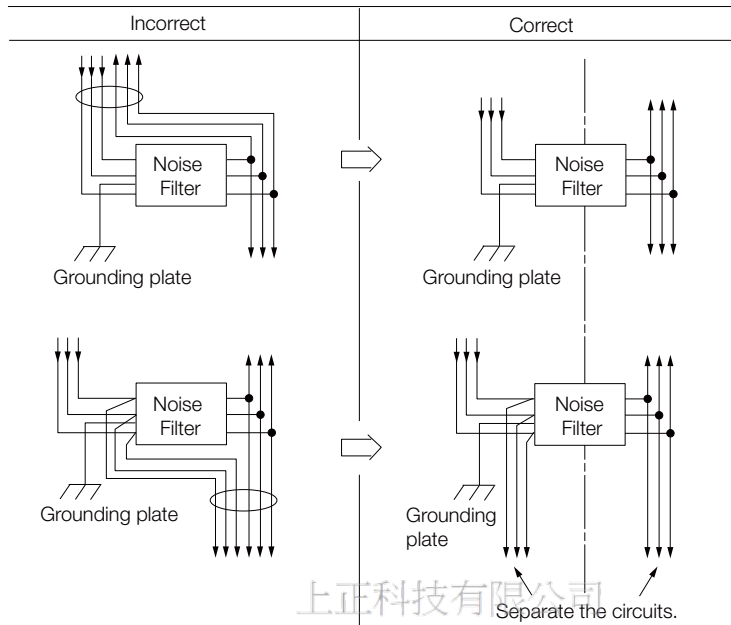 Incorrect
Correct
Noise
Filter
Grounding plate
Noise
Filter
Grounding plate
Noise
Filter
Grounding plate
Noise
Filter
Grounding
plate
上正科技有限公司
Separate the circuits.